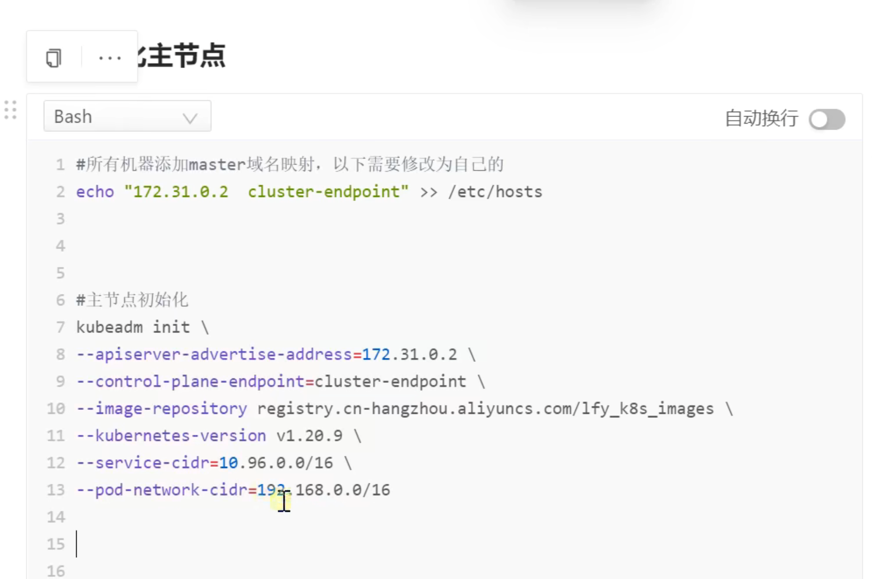 主节点
Bash
自动换行
1 #所有机器添加master域名映射，以下需要修改为自己的
2 echo "172.31.0.2  cluster-endpoint" >> /etc/hosts
3
4
5
6 #主节点初始化
7 kubeadm init \
8 --apiserver-advertise-address=172.31.0.2 \
9 --control-plane-endpoint=cluster-endpoint \
10 --image-repository registry.cn-hangzhou.aliyuncs.com/lfy_k8s_images \
11 --kubernetes-version v1.20.9 \
12 --service-cidr=10.96.0.0/16 \
13 --pod-network-cidr=192.168.0.0/16
14
15
16